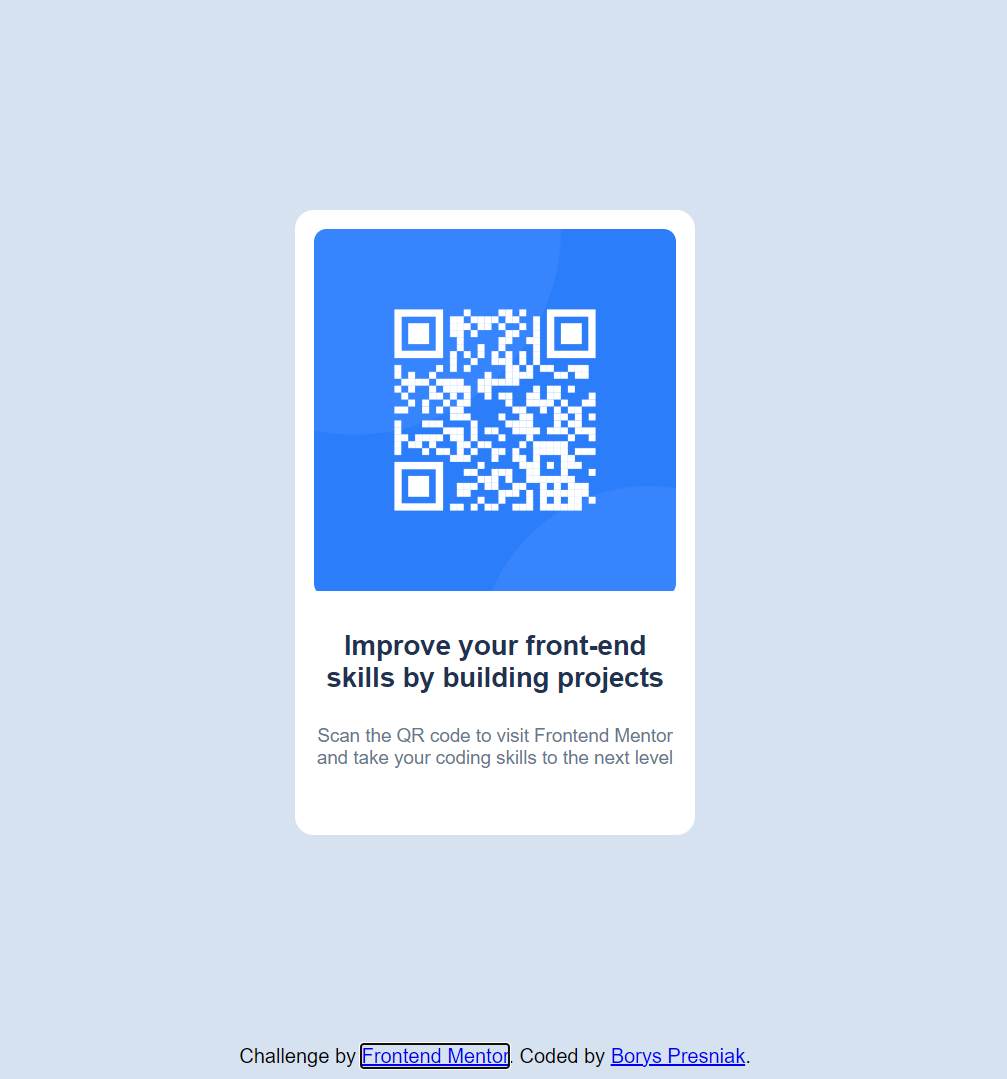 Improve your front-end
skills by building projects
Scan the QR code to visit Frontend Mentor
and take your coding skills to the next level
Challenge by Frontend Mentor. Coded by Borys Presniak.